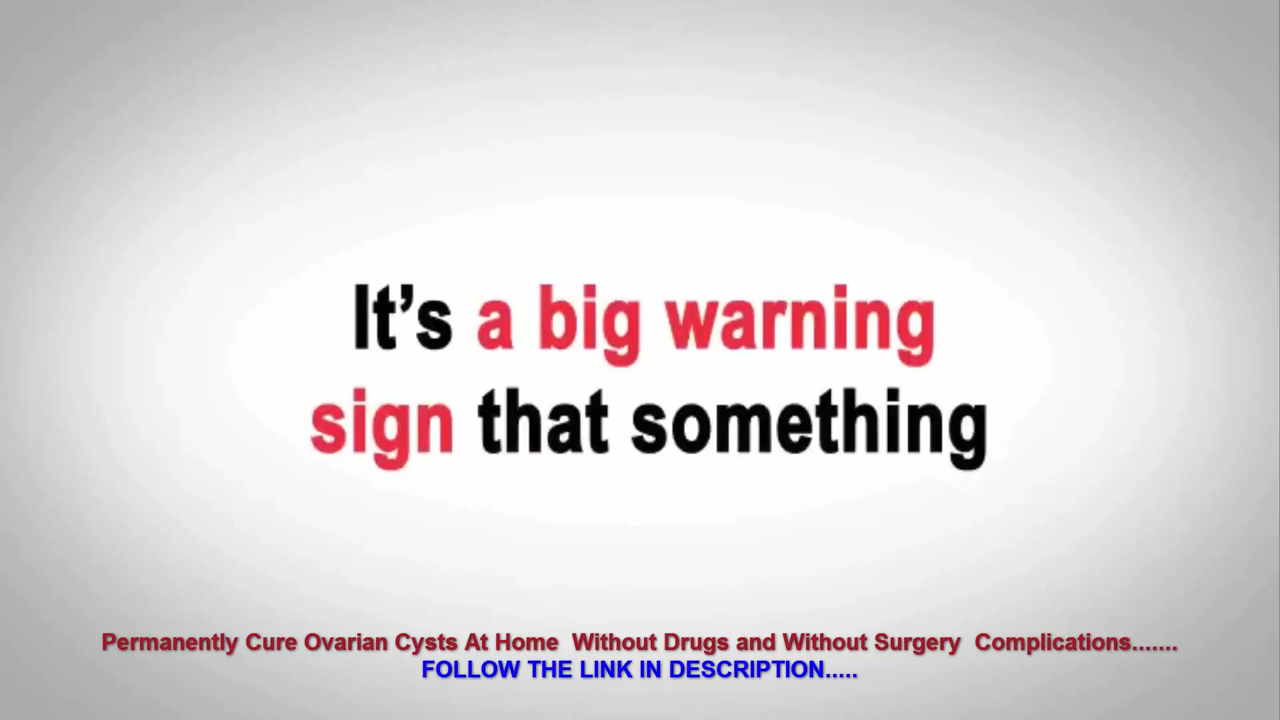 It’s a big warning
sign that something
Permanently Cure Ovarian Cysts At Home  Without Drugs and Without Surgery  Complications.......
FOLLOW THE LINK IN DESCRIPTION.....